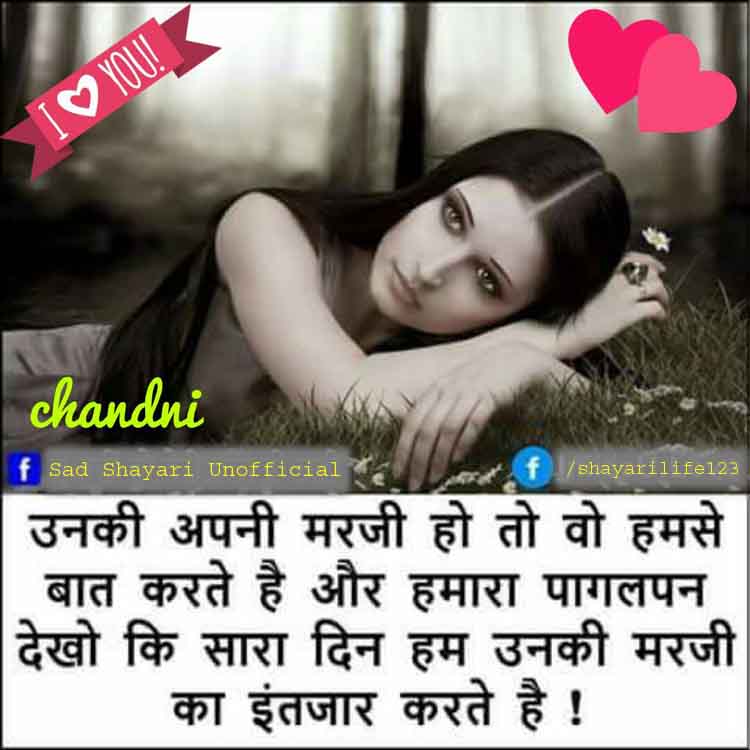 I ♡ YOU!
chandni
f Sad Shayari Unofficial f /shayarilife123
उनकी अपनी मरजी हो तो वो हमसे
बात करते है और हमारा पागलपन
देखो कि सारा दिन हम उनकी मरजी
का इंतजार करते है !